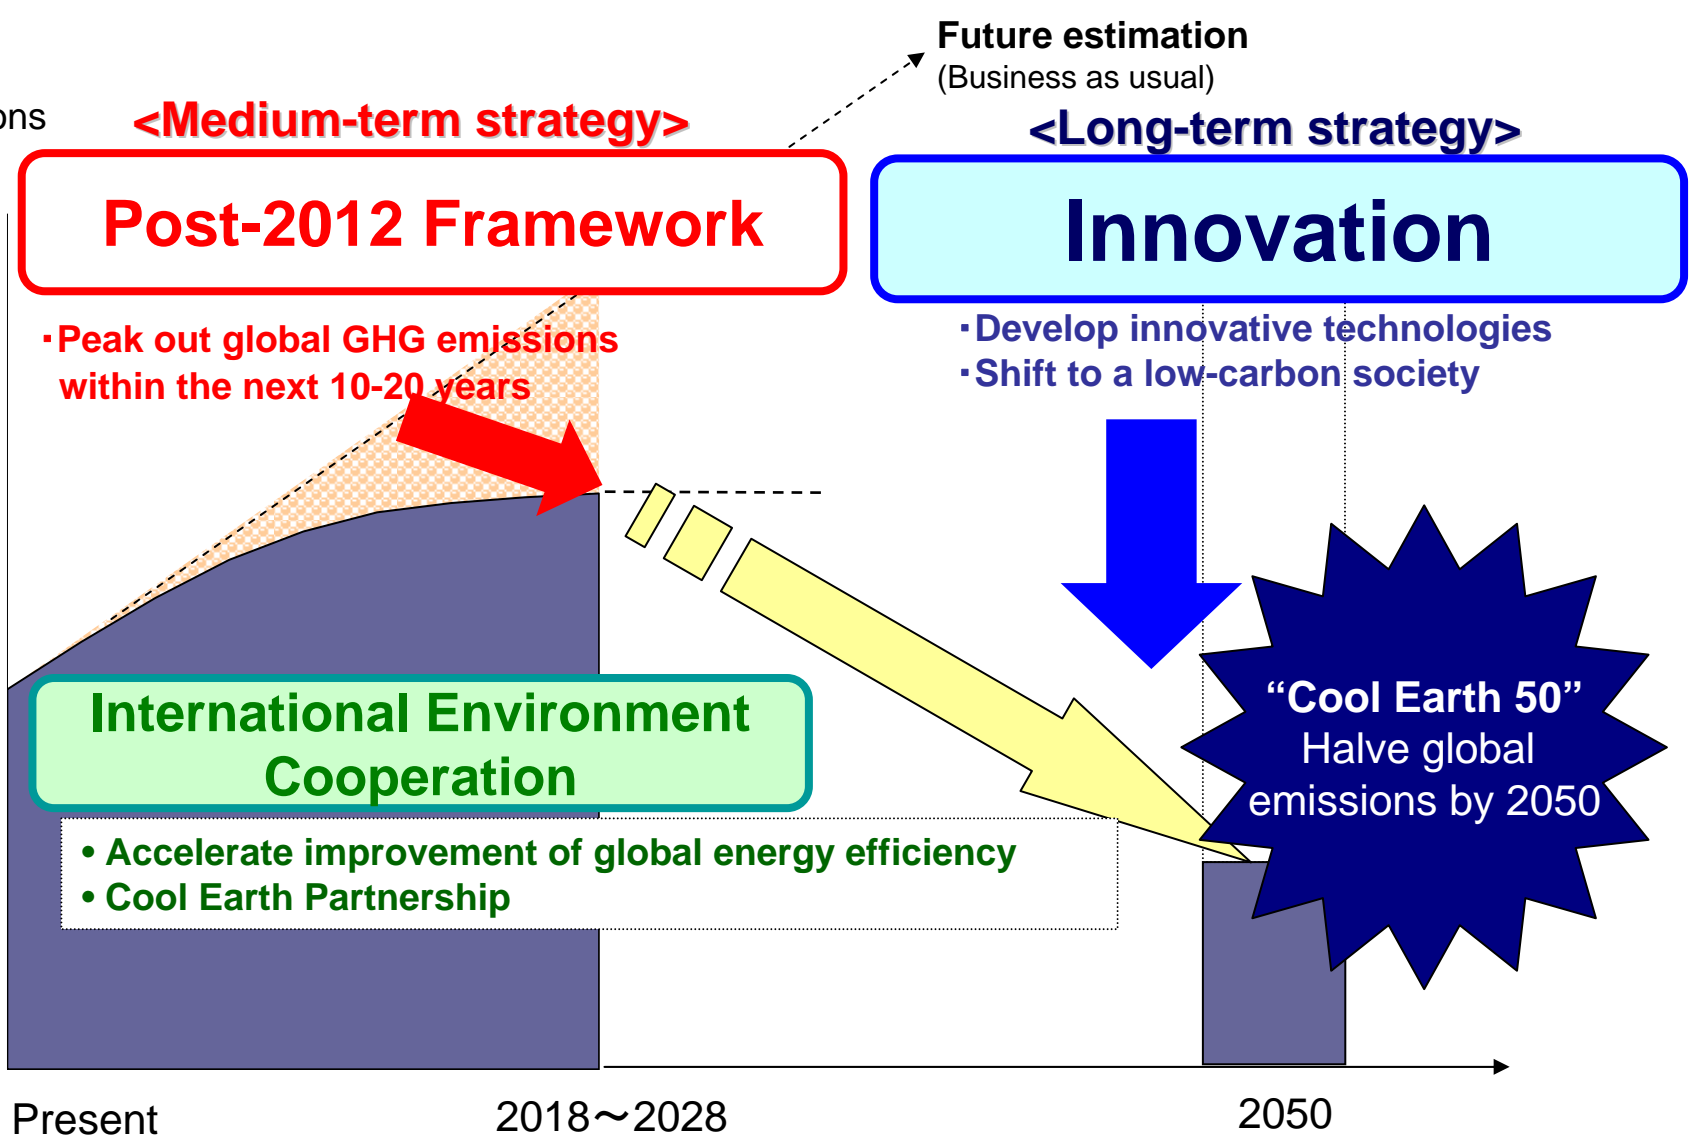 Future estimation
(Business as usual)
<Medium-term strategy>
<Long-term strategy>
Post-2012 Framework
Innovation
・Peak out global GHG emissions
within the next 10-20 years
・Develop innovative technologies
・Shift to a low-carbon society
International Environment
Cooperation
• Accelerate improvement of global energy efficiency
• Cool Earth Partnership
“Cool Earth 50”
Halve global
emissions by 2050
Present
2018～2028
2050